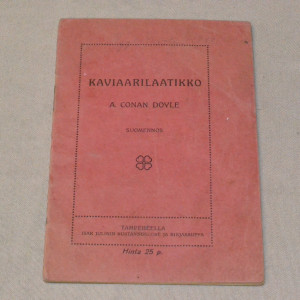 KAVIAARILAATIKKO
A. CONAN DOYLE
SUOMENNOS
TAMPEREELLA
Hinta 25 p.